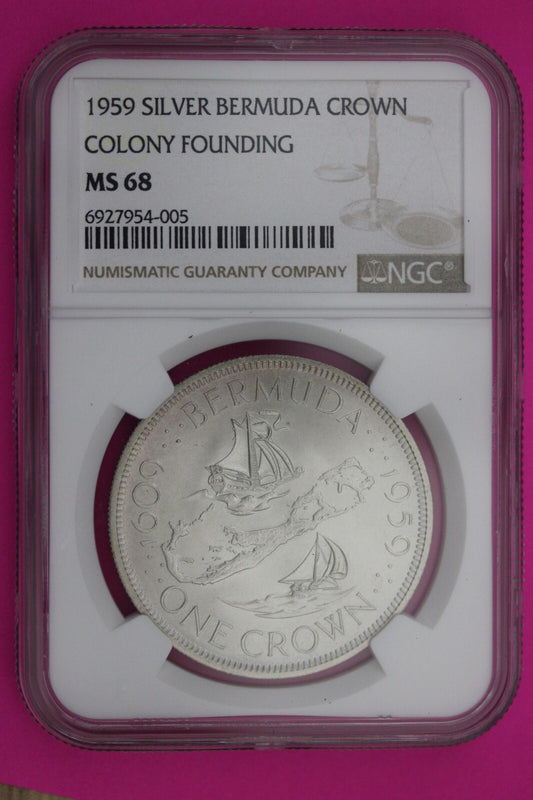 1959 SILVER BERMUDA CROWN
COLONY FOUNDING
MS 68
6927954-005
NUMISMATIC GUARANTY COMPANY
NGC®
BERMUDA
1609
1959
ONE CROWN